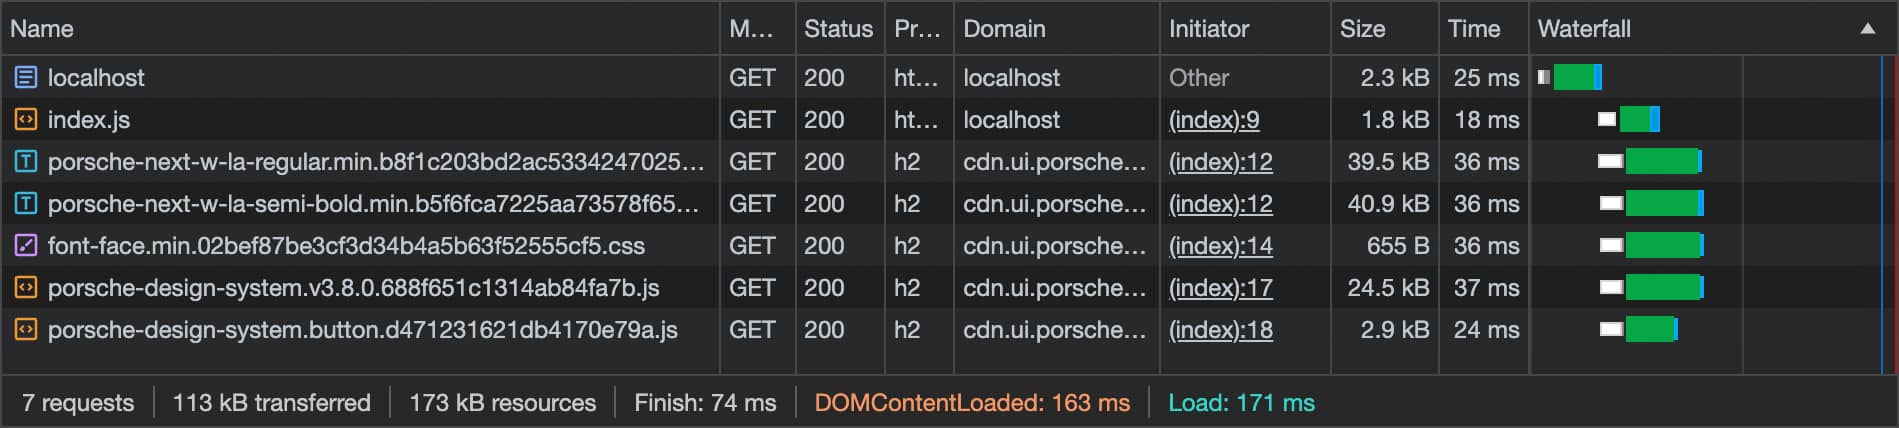 Name M... Status Pr... Domain Initiator Size Time Waterfall
localhost GET 200 ht... localhost Other 2.3 kB 25 ms
index.js GET 200 ht... localhost (index):9 1.8 kB 18 ms
porsche-next-w-la-regular.min.b8f1c203bd2ac5334247025... GET 200 h2 cdn.ui.porsche... (index):12 39.5 kB 36 ms
porsche-next-w-la-semi-bold.min.b5f6fca7225aa73578f65... GET 200 h2 cdn.ui.porsche... (index):12 40.9 kB 36 ms
font-face.min.02bef87be3cf3d34b4a5b63f52555cf5.css GET 200 h2 cdn.ui.porsche... (index):14 655 B 36 ms
porsche-design-system.v3.8.0.688f651c1314ab84fa7b.js GET 200 h2 cdn.ui.porsche... (index):17 24.5 kB 37 ms
porsche-design-system.button.d471231621db4170e79a.js GET 200 h2 cdn.ui.porsche... (index):18 2.9 kB 24 ms
7 requests 113 kB transferred 173 kB resources Finish: 74 ms DOMContentLoaded: 163 ms Load: 171 ms